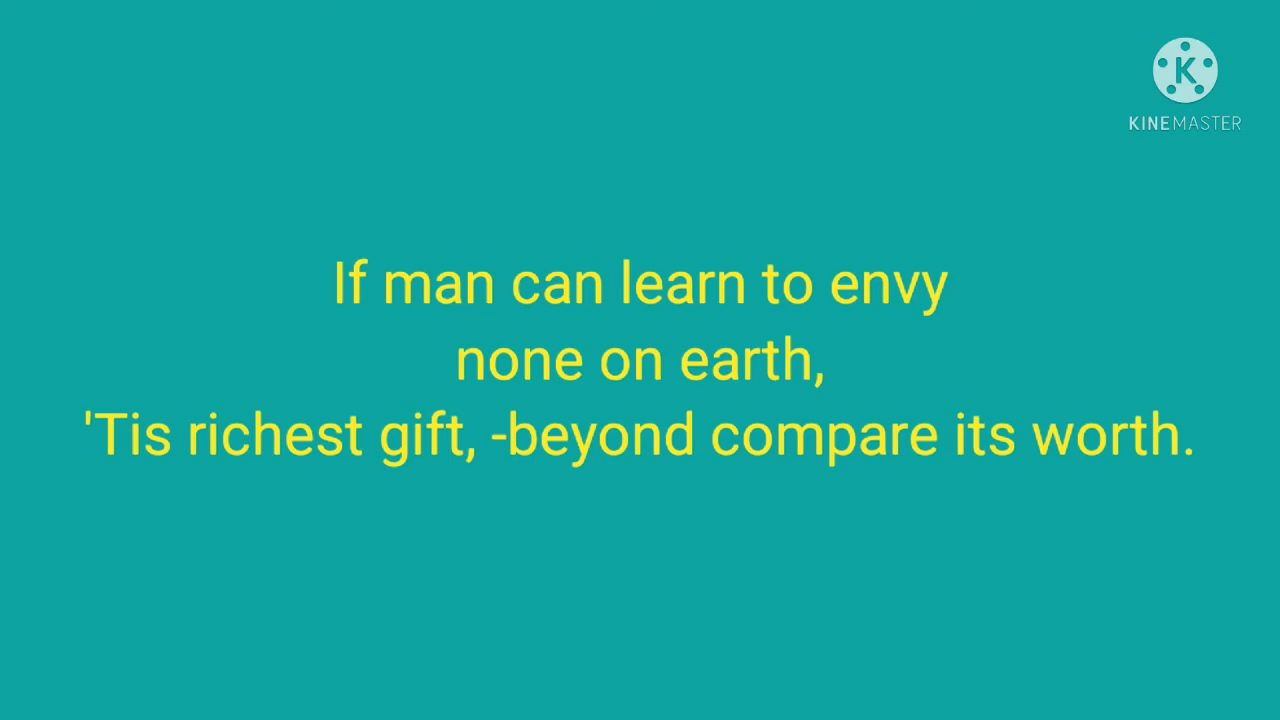 K
KINEMASTER
If man can learn to envy
none on earth,
'Tis richest gift, -beyond compare its worth.